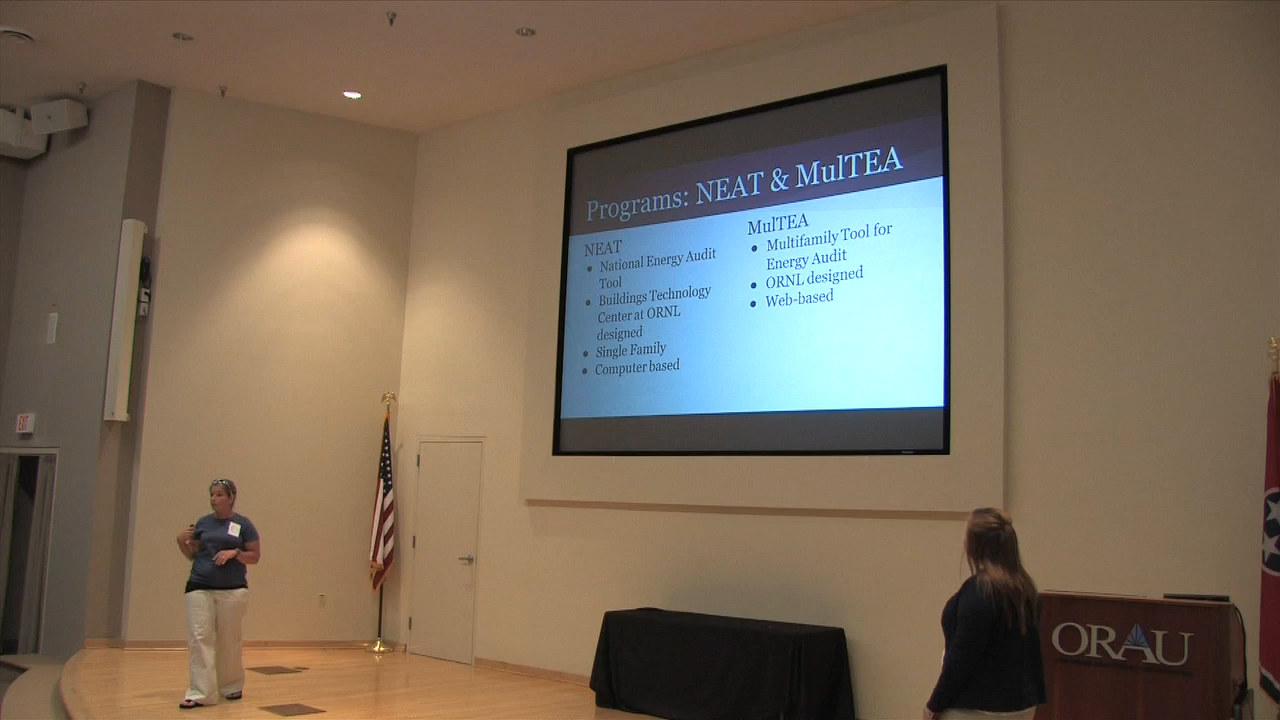 Programs: NEAT & MulTEA
NEAT
National Energy Audit
Tool
Buildings Technology
Center at ORNL
designed
Single Family
Computer based
MulTEA
Multifamily Tool for
Energy Audit
ORNL designed
Web-based
EXIT
ORAU